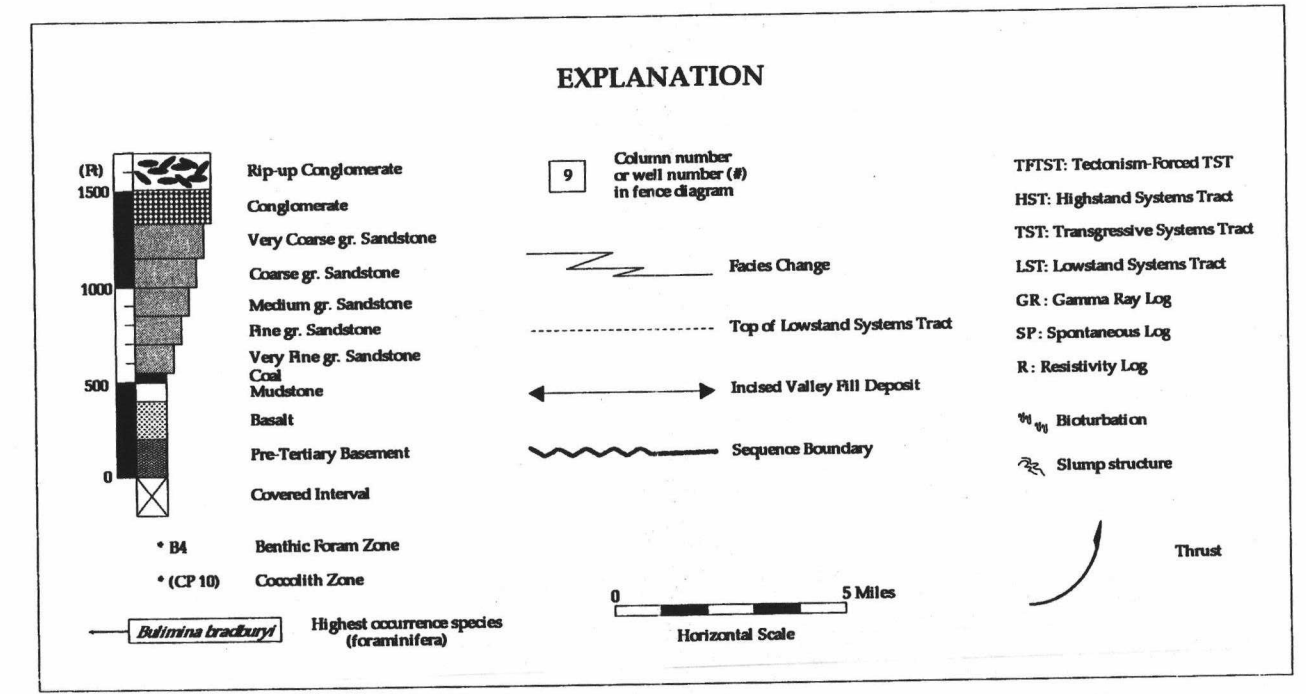 EXPLANATION
(Ft)
1500
1000
500
0
Rip-up Conglomerate
Conglomerate
Very Coarse gr. Sandstone
Coarse gr. Sandstone
Medium gr. Sandstone
Fine gr. Sandstone
Very Fine gr. Sandstone
Coal
Mudstone
Basalt
Pre-Tertiary Basement
Covered Interval
* B4 Benthic Foram Zone
* (CP 10) Coccolith Zone
Bulimina bradburyi
Highest occurrence species
(foraminifera)
9
Column number
or well number (#)
in fence diagram
Facies Change
Top of Lowstand Systems Tract
Incised Valley Fill Deposit
Sequence Boundary
0 5 Miles
Horizontal Scale
TFTST: Tectonism-Forced TST
HST: Highstand Systems Tract
TST: Transgressive Systems Tract
LST: Lowstand Systems Tract
GR : Gamma Ray Log
SP : Spontaneous Log
R : Resistivity Log
Bioturbation
Slump structure
Thrust